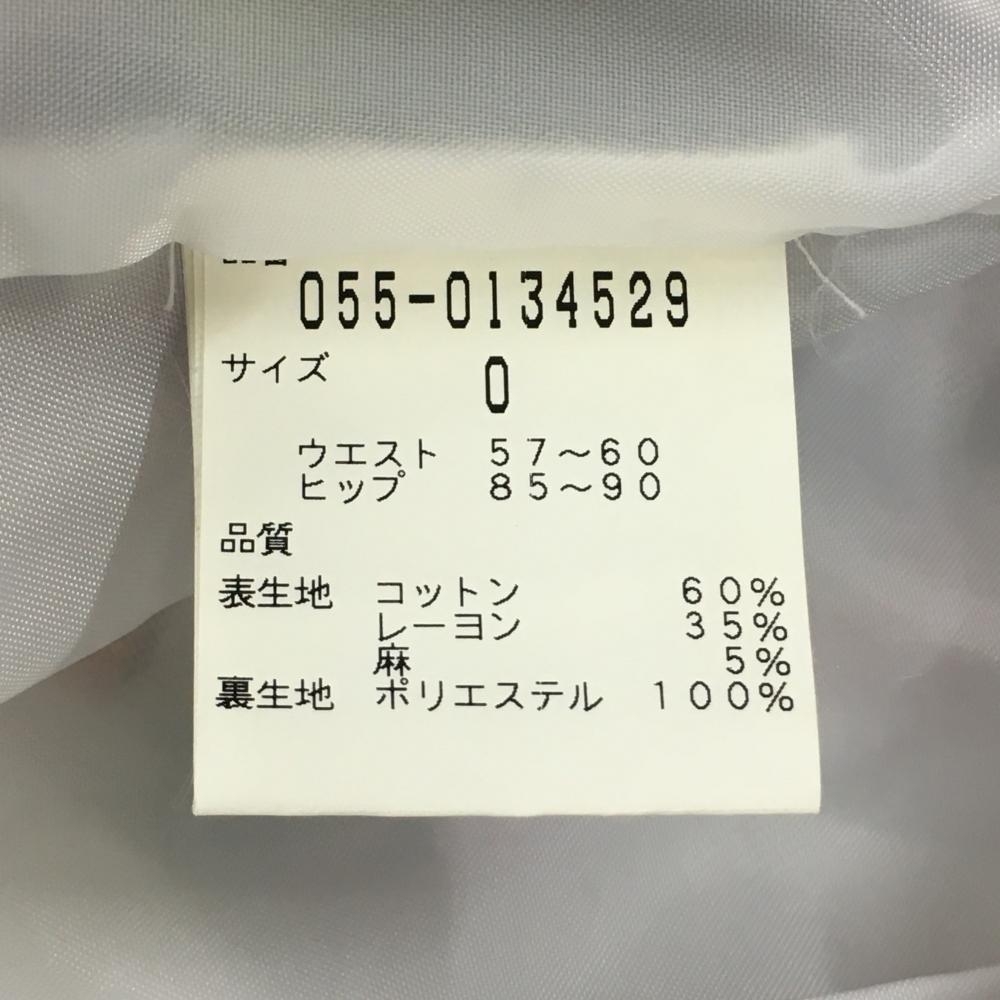 055-0134529
サイズ 0
ウエスト 57～60
ヒップ 85～90
品質
表生地 コットン 60%
レーヨン 35%
麻 5%
裏生地 ポリエステル 100%